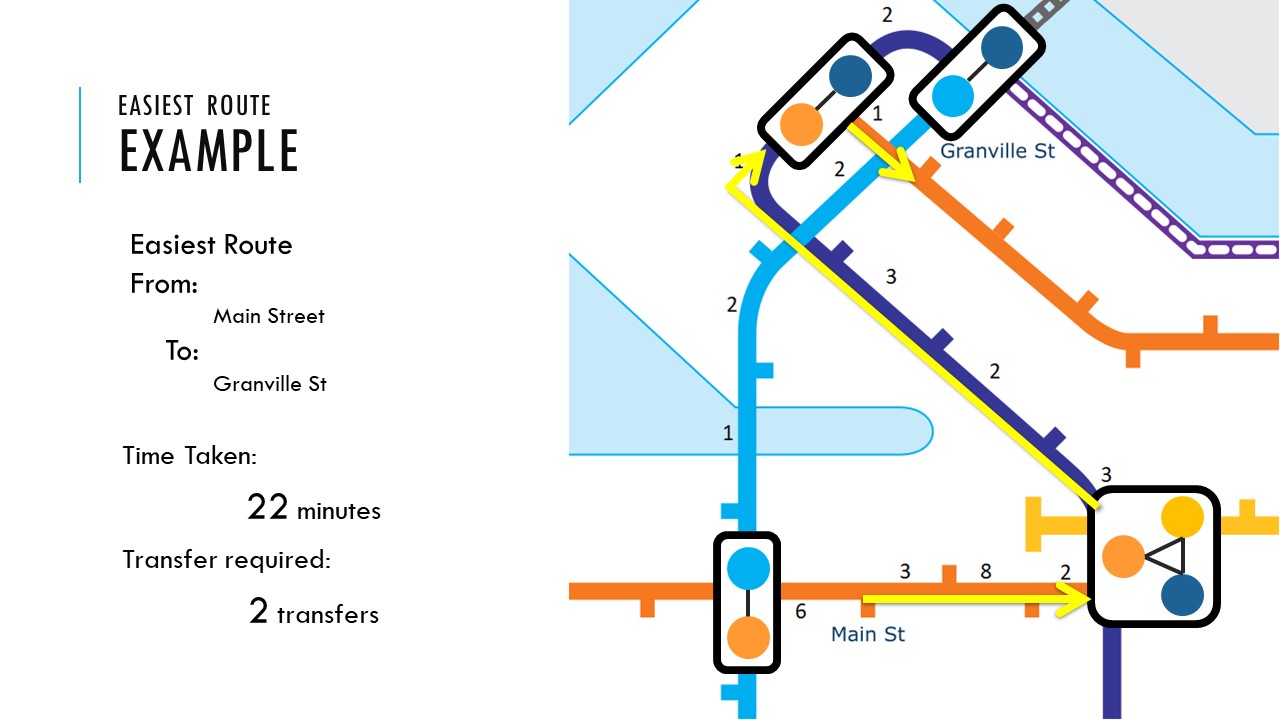 EASIEST ROUTE
EXAMPLE
Easiest Route
From:
Main Street
To:
Granville St
Time Taken:
22 minutes
Transfer required:
2 transfers
2
1
Granville St
1
2
3
2
2
1
3
3
8
2
6
Main St